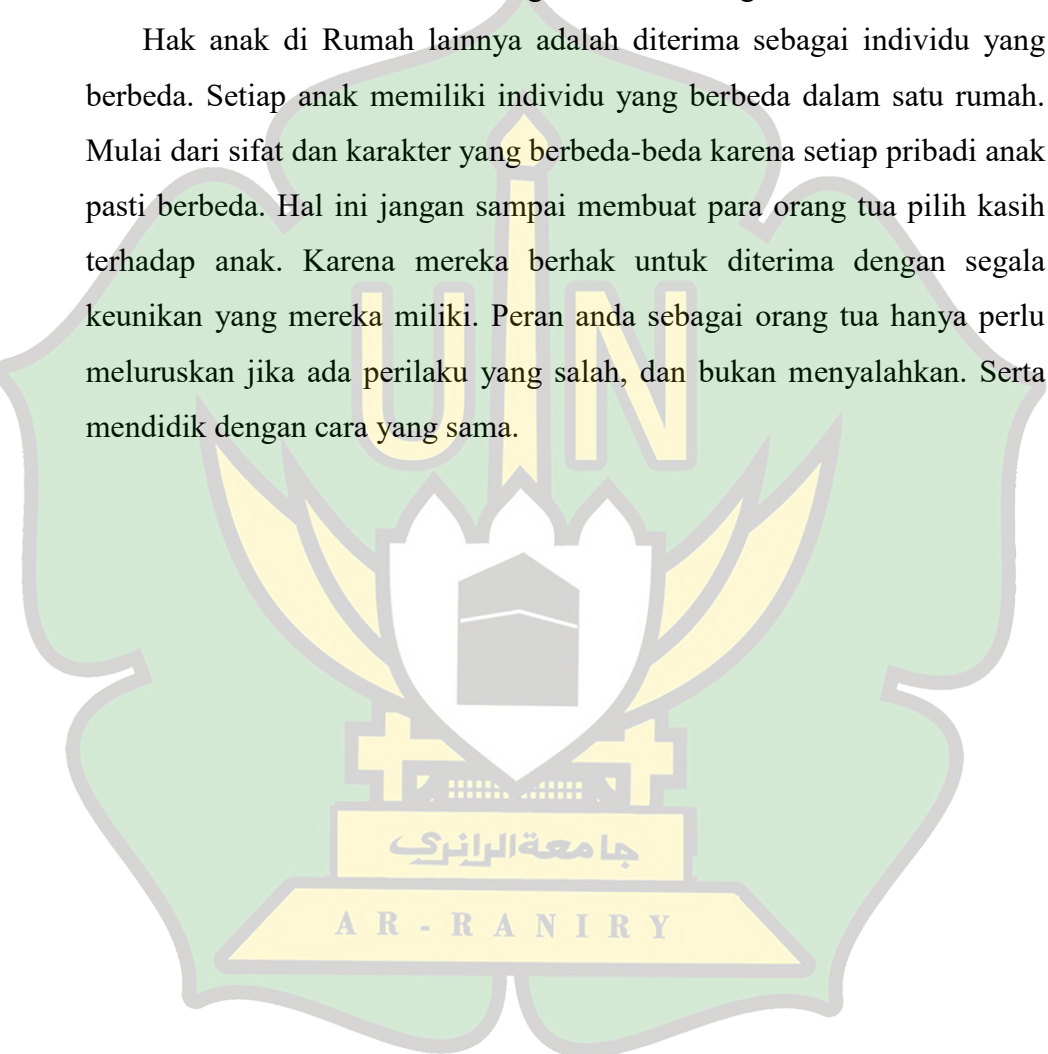 Hak anak di Rumah lainnya adalah diterima sebagai individu yang
berbeda. Setiap anak memiliki individu yang berbeda dalam satu rumah.
Mulai dari sifat dan karakter yang berbeda-beda karena setiap pribadi anak
pasti berbeda. Hal ini jangan sampai membuat para orang tua pilih kasih
terhadap anak. Karena mereka berhak untuk diterima dengan segala
keunikan yang mereka miliki. Peran anda sebagai orang tua hanya perlu
meluruskan jika ada perilaku yang salah, dan bukan menyalahkan. Serta
mendidik dengan cara yang sama.
UIN
جامعةالرانري
AR-RANIRY